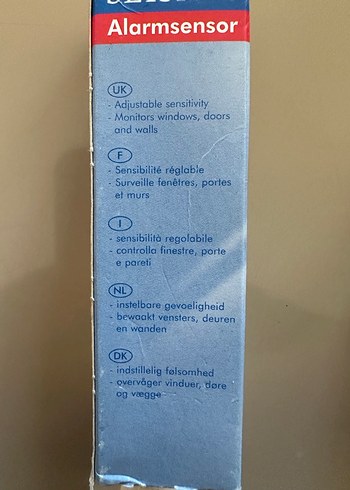 Alarmsensor
UK
- Adjustable sensitivity
- Monitors windows, doors
and walls
F
- Sensibilité réglable
- Surveille fenêtres, portes
et murs
I
- sensibilità regolabile
- controlla finestre, porte
e pareti
NL
- instelbare gevoeligheid
- bewaakt vensters, deuren
en wanden
DK
- indstillelig følsomhed
- overvåger vinduer, døre
og vægge